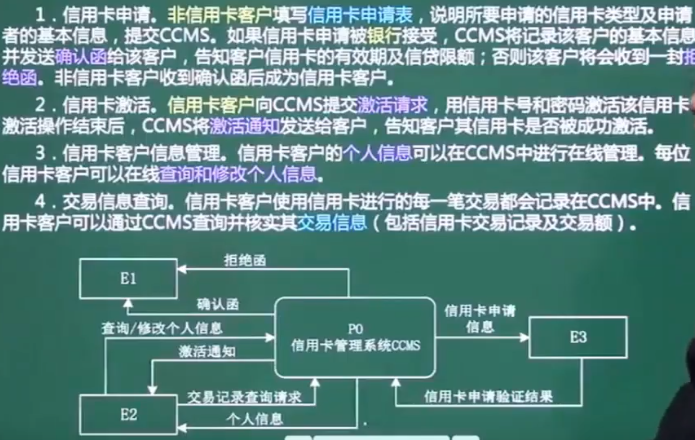 1．信用卡申请。非信用卡客户填写信用卡申请表，说明所要申请的信用卡类型及申请
者的基本信息，提交CCMS。如果信用卡申请被银行接受，CCMS将记录该客户的基本信息
并发送确认函给该客户，告知客户信用卡的有效期及信贷限额；否则该客户将会收到一封拒
绝函。非信用卡客户收到确认函后成为信用卡客户。
2．信用卡激活。信用卡客户向CCMS提交激活请求，用信用卡号和密码激活该信用卡
激活操作结束后，CCMS将激活通知发送给客户，告知客户其信用卡是否被成功激活。
3．信用卡客户信息管理。信用卡客户的个人信息可以在CCMS中进行在线管理。每位
信用卡客户可以在线查询和修改个人信息。
4．交易信息查询。信用卡客户使用信用卡进行的每一笔交易都会记录在CCMS中。信
用卡客户可以通过CCMS查询并核实其交易信息（包括信用卡交易记录及交易额）。
拒绝函
E1
确认函
查询/修改个人信息
激活通知
P0
信用卡管理系统CCMS
信用卡申请
信息
E3
交易记录查询请求
信用卡申请验证结果
E2
个人信息